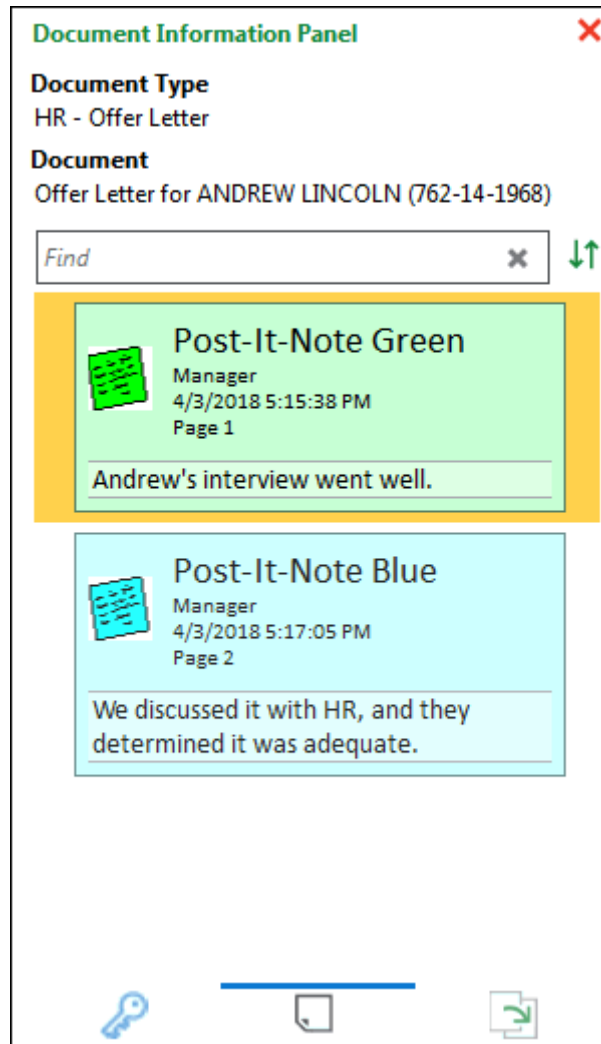 Document Information Panel
Document Type
HR - Offer Letter
Document
Offer Letter for ANDREW LINCOLN (762-14-1968)
Find
Post-It-Note Green
Manager
4/3/2018 5:15:38 PM
Page 1
Andrew's interview went well.
Post-It-Note Blue
Manager
4/3/2018 5:17:05 PM
Page 2
We discussed it with HR, and they
determined it was adequate.